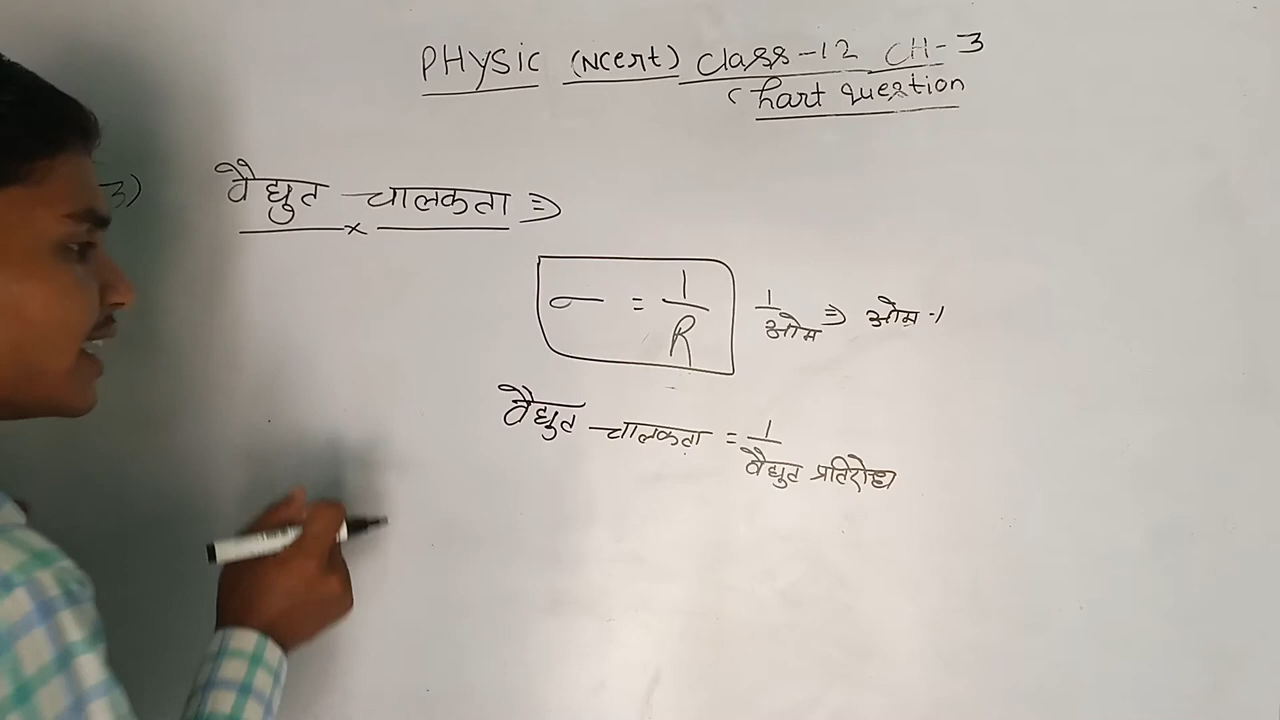 PHYSIC (NCERT) Class-12 CH-3
Chart question
3) वैद्युत चालकता ⇒
σ = 1/R 1/ओम ⇒ ओम -1
वैद्युत चालकता = 1/वैद्युत प्रतिरोध